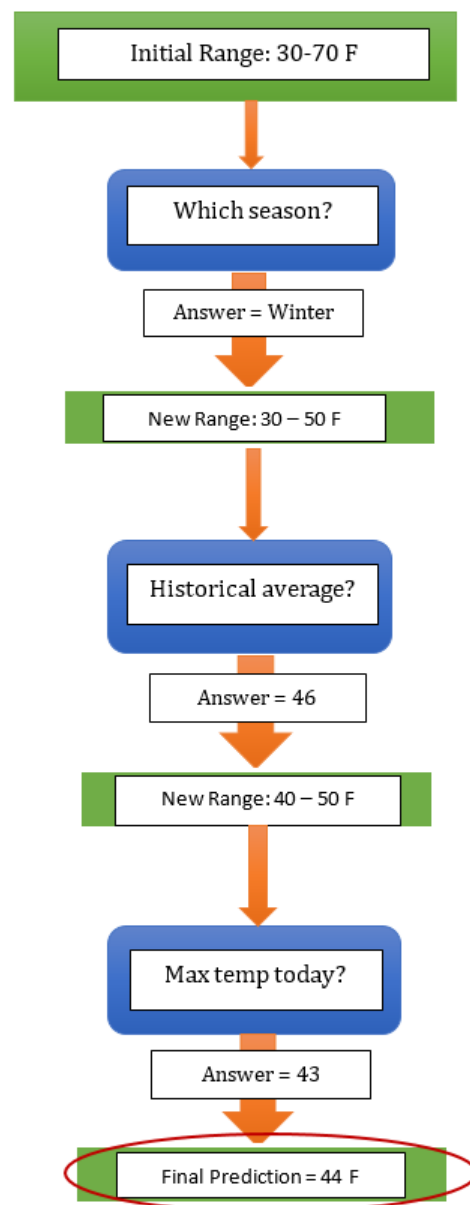 Initial Range: 30-70 F
Which season?
Answer = Winter
New Range: 30 – 50 F
Historical average?
Answer = 46
New Range: 40 – 50 F
Max temp today?
Answer = 43
Final Prediction = 44 F